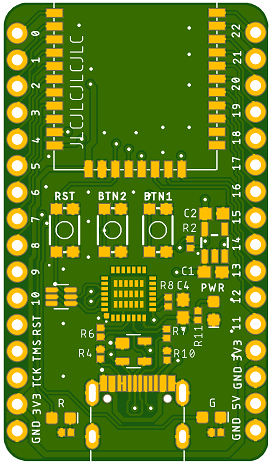 0
1
2
3
4
5
6
7
8
9
10
RST
TMS
TCK
3V3
GND
22
21
20
19
18
17
16
15
14
13
12
11
3V3
GND
5V
GND
JLCJLCJLCJLC
RST BTN2 BTN1
C2
R2
C1
PWR
R8 C4
R11
R6 R7
R4 R10
R G